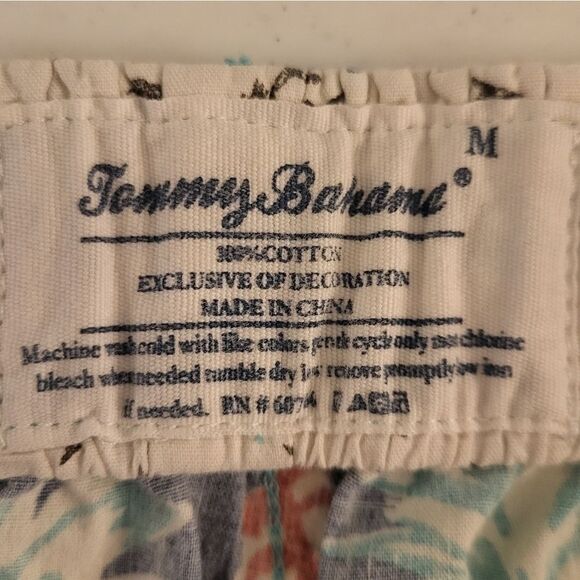 M
Tommy Bahama®
100% COTTON
EXCLUSIVE OF DECORATION
MADE IN CHINA
Machine wash cold with like colors gentle cycle only non chlorine
bleach when needed tumble dry low remove promptly low iron
if needed. RN #